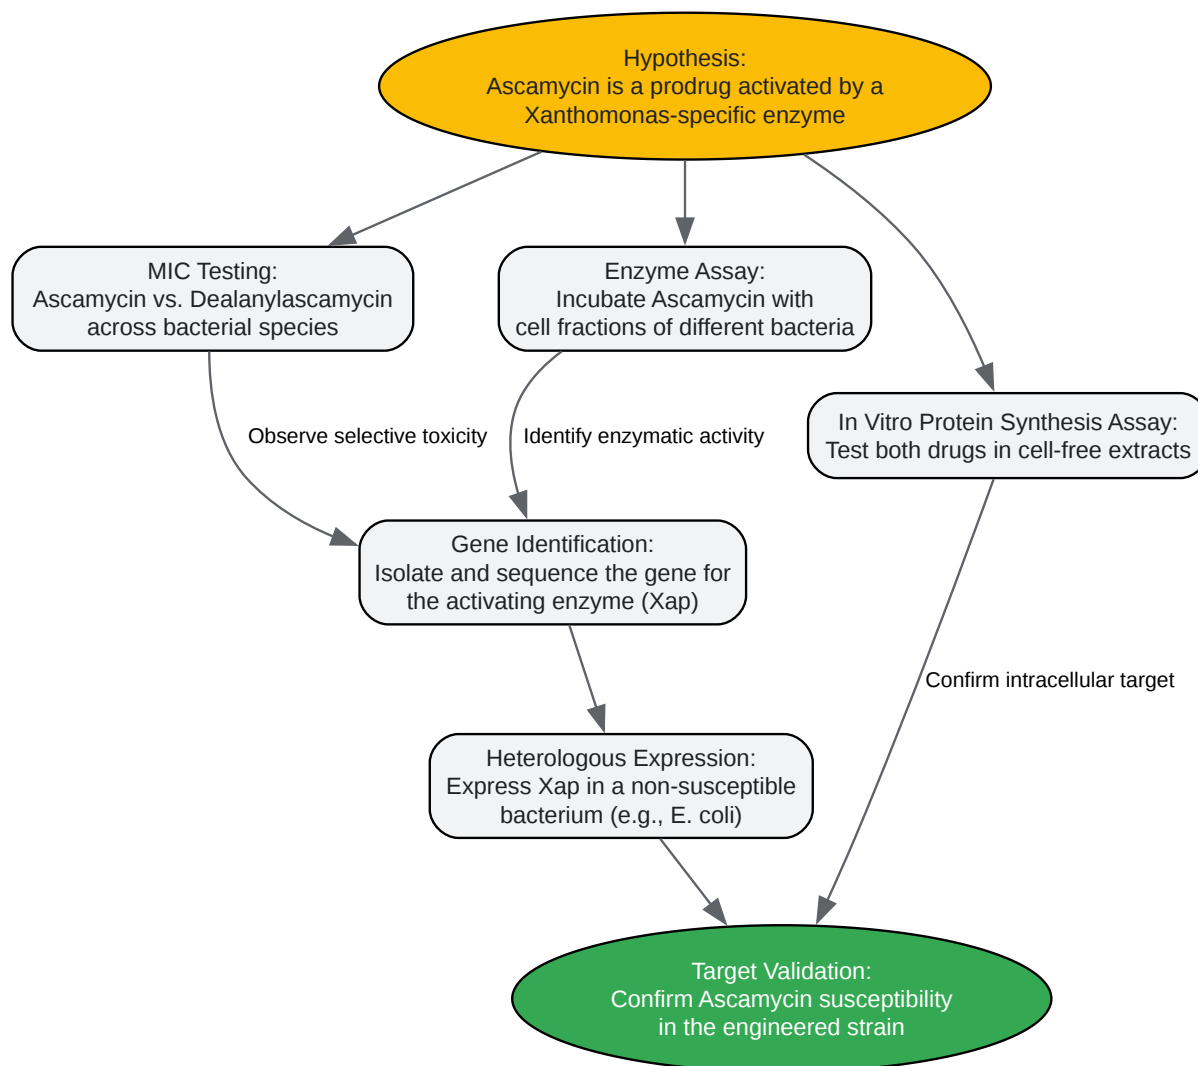 Hypothesis:
Ascamycin is a prodrug activated by a
Xanthomonas-specific enzyme
MIC Testing:
Ascamycin vs. Dealanylascamycin
across bacterial species
Enzyme Assay:
Incubate Ascamycin with
cell fractions of different bacteria
In Vitro Protein Synthesis Assay:
Test both drugs in cell-free extracts
Observe selective toxicity
Identify enzymatic activity
Gene Identification:
Isolate and sequence the gene for
the activating enzyme (Xap)
Confirm intracellular target
Heterologous Expression:
Express Xap in a non-susceptible
bacterium (e.g., E. coli)
Target Validation:
Confirm Ascamycin susceptibility
in the engineered strain